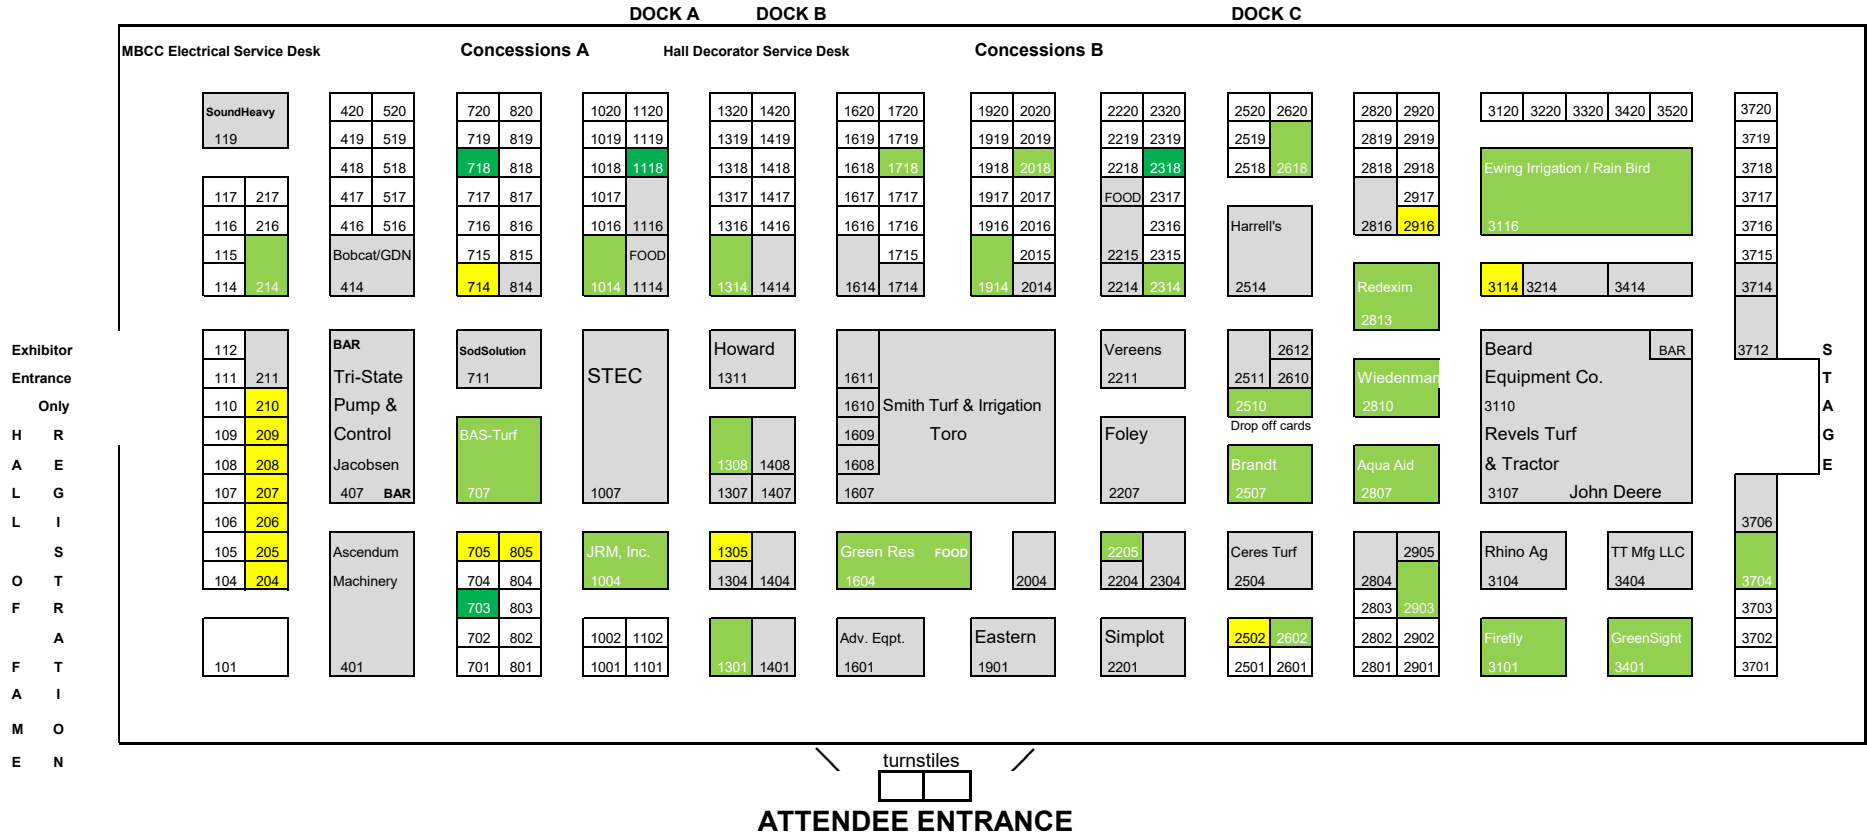 DOCK A DOCK B DOCK C
MBCC Electrical Service Desk Concessions A Hall Decorator Service Desk Concessions B
SoundHeavy 420 520 720 820 1020 1120 1320 1420 1620 1720 1920 2020 2220 2320 2520 2620 2820 2920 3120 3220 3320 3420 3520 3720
119 419 519 719 819 1019 1119 1319 1419 1619 1719 1919 2019 2219 2319 2519 2819 2919 3719
418 518 718 818 1018 1118 1318 1418 1618 1718 1918 2018 2218 2318 2518 2618 2818 2918 Ewing Irrigation / Rain Bird 3718
117 217 417 517 717 817 1017 1317 1417 1617 1717 1917 2017 FOOD 2317 2917 3717
116 216 416 516 716 816 1016 1116 1316 1416 1616 1716 1916 2016 2316 Harrell's 2816 2916 3116 3716
115 Bobcat/GDN 715 815 FOOD 1715 2015 2215 2315 3715
114 214 414 714 814 1014 1114 1314 1414 1614 1714 1914 2014 2214 2314 2514 Redexim 3114 3214 3414 3714
2813
Exhibitor 112 BAR SodSolution Howard Vereens 2612 Beard BAR 3712 S
Entrance 111 211 Tri-State 711 STEC 1311 1611 2211 2511 2610 Wiedenman Equipment Co. T
Only 110 210 Pump & 1610 Smith Turf & Irrigation 2510 2810 3110 A
Drop off cards
H R 109 209 Control BAS-Turf 1609 Toro Foley Revels Turf G
A E 108 208 Jacobsen 1308 1408 1608 Brandt Aqua Aid & Tractor E
L G 107 207 407 BAR 707 1007 1307 1407 1607 2207 2507 2807 3107 John Deere
L I 106 206 3706
S 105 205 Ascendum 705 805 JRM, Inc. 1305 Green Res FOOD 2205 Ceres Turf 2905 Rhino Ag TT Mfg LLC
O T 104 204 Machinery 704 804 1004 1304 1404 1604 2004 2204 2304 2504 2804 3104 3404 3704
F R 703 803 2803 2903 3703
A 702 802 1002 1102 Adv. Eqpt. Eastern Simplot 2502 2602 2802 2902 Firefly GreenSight 3702
F T 101 401 701 801 1001 1101 1301 1401 1601 1901 2201 2501 2601 2801 2901 3101 3401 3701
A I
M O
E N turnstiles
ATTENDEE ENTRANCE